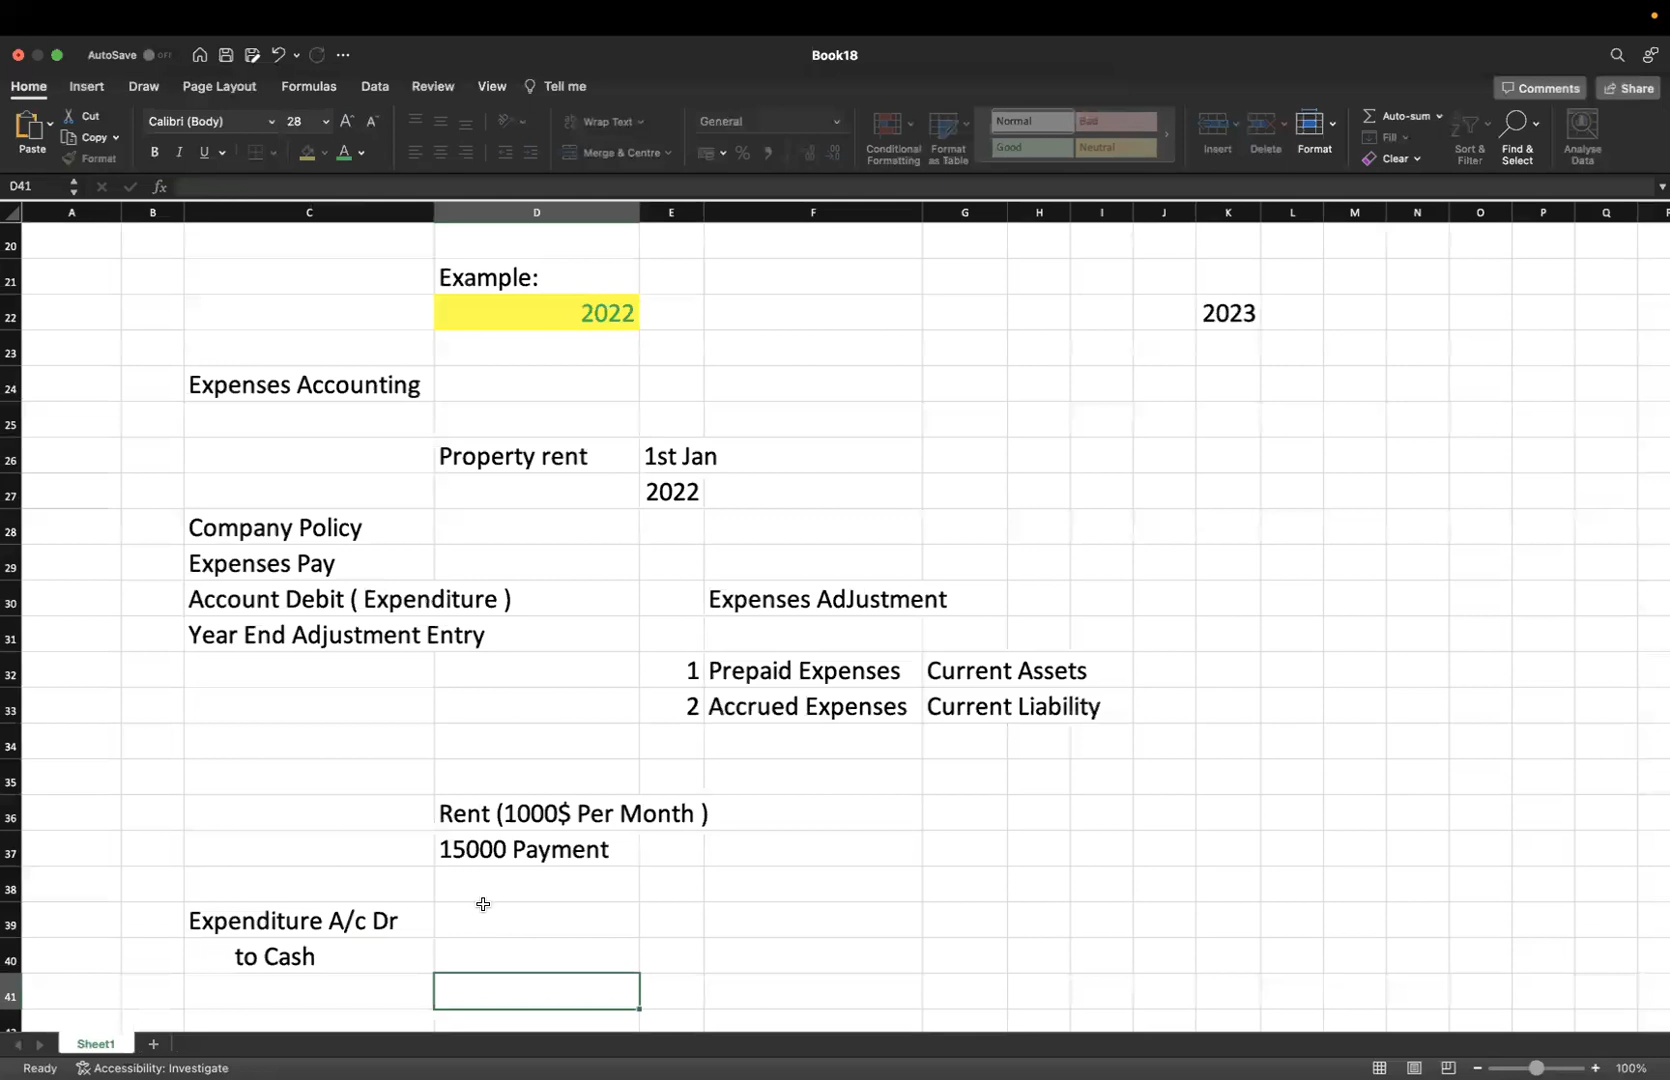 AutoSave OFF
Book18
Home Insert Draw Page Layout Formulas Data Review View Tell me
Comments Share
Paste
Cut
Copy
Format
Calibri (Body) 28
B I U
Wrap Text
Merge & Centre
General
Conditional Formatting
Format as Table
Normal Bad
Good Neutral
Insert Delete Format
Auto-sum
Fill
Clear
Sort & Filter
Find & Select
Analyse Data
D41
fx
A B C D E F G H I J K L M N O P Q
20
21 Example:
22 2022 2023
23
24 Expenses Accounting
25
26 Property rent 1st Jan
27 2022
28 Company Policy
29 Expenses Pay
30 Account Debit ( Expenditure ) Expenses AdJustment
31 Year End Adjustment Entry
32 1 Prepaid Expenses Current Assets
33 2 Accrued Expenses Current Liability
34
35
36 Rent (1000$ Per Month )
37 15000 Payment
38
39 Expenditure A/c Dr
40 to Cash
41
Sheet1
Ready
Accessibility: Investigate
100%